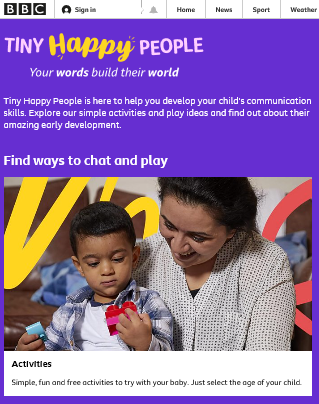 BBC Sign in Home News Sport Weather
TINY Happy PEOPLE
Your words build their world
Tiny Happy People is here to help you develop your child's communication
skills. Explore our simple activities and play ideas and find out about their
amazing early development.
Find ways to chat and play
Activities
Simple, fun and free activities to try with your baby. Just select the age of your child.